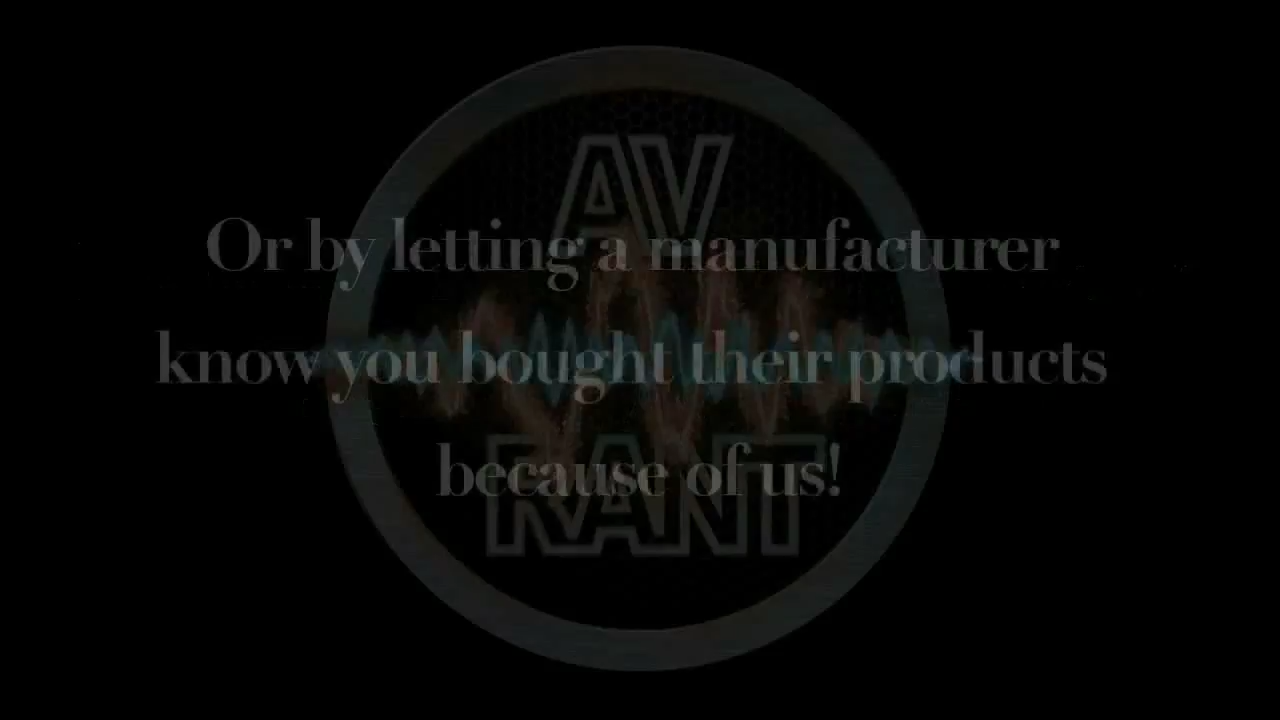 AV
Or by letting a manufacturer
know you bought their products
because of us!
RANT